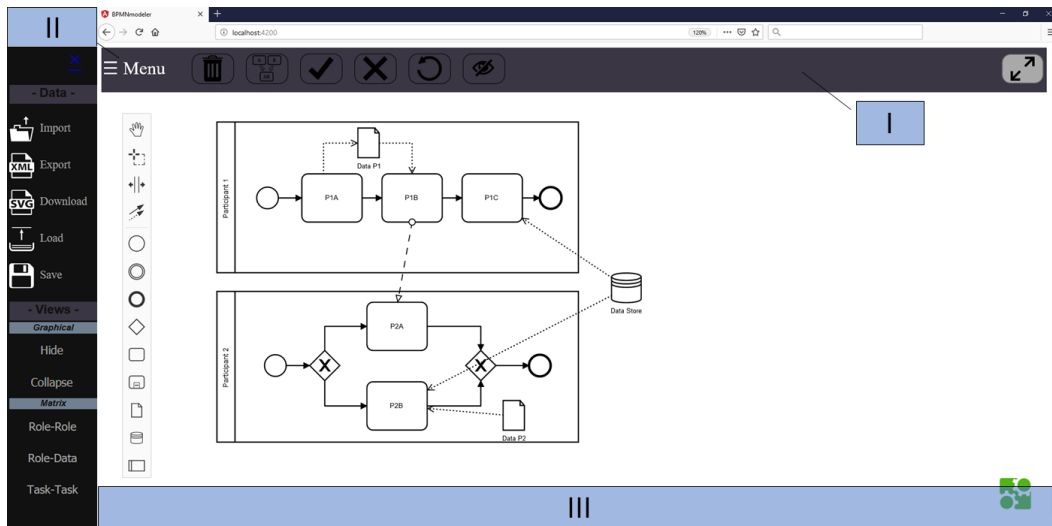 II
BPMNmodeler
localhost:4200
120%
Menu
A B
AB
I
- Data -
Import
XML Export
SVG Download
Load
Save
- Views -
Graphical
Hide
Collapse
Matrix
Role-Role
Role-Data
Task-Task
Participant 1
Data P1
P1A
P1B
P1C
Data Store
Participant 2
P2A
X
X
P2B
Data P2
III